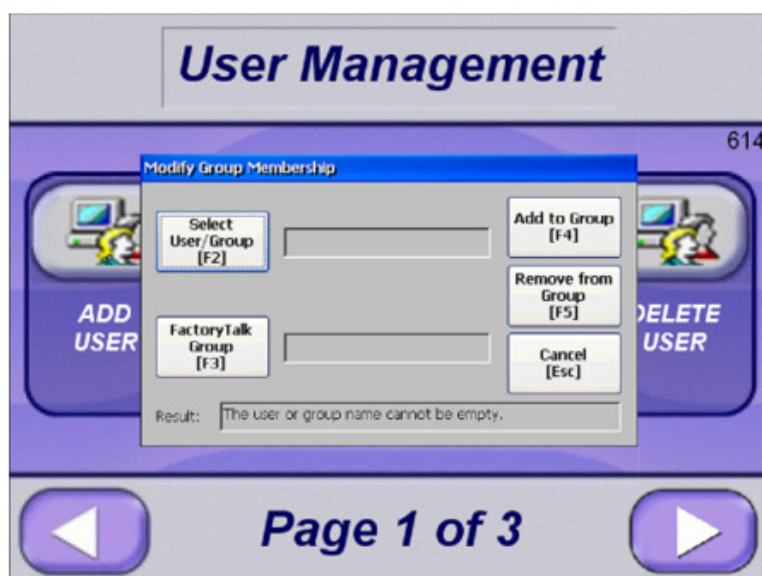 User Management
614
Modify Group Membership
Select
User/Group
[F2]
Add to Group
[F4]
Remove from
Group
[F5]
ADD
USER
DELETE
USER
FactoryTalk
Group
[F3]
Cancel
[Esc]
Result: The user or group name cannot be empty.
Page 1 of 3